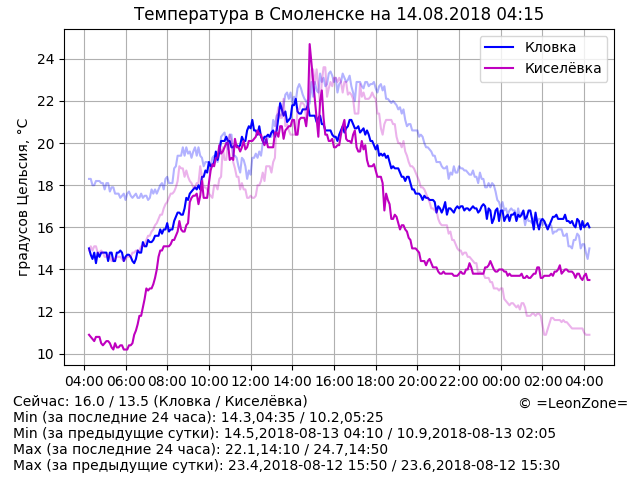 Температура в Смоленске на 14.08.2018 04:15
Кловка
Киселёвка
градусов Цельсия, °C
24
22
20
18
16
14
12
10
04:00 06:00 08:00 10:00 12:00 14:00 16:00 18:00 20:00 22:00 00:00 02:00 04:00
Сейчас: 16.0 / 13.5 (Кловка / Киселёвка)
© =LeonZone=
Min (за последние 24 часа): 14.3,04:35 / 10.2,05:25
Min (за предыдущие сутки): 14.5,2018-08-13 04:10 / 10.9,2018-08-13 02:05
Max (за последние 24 часа): 22.1,14:10 / 24.7,14:50
Max (за предыдущие сутки): 23.4,2018-08-12 15:50 / 23.6,2018-08-12 15:30